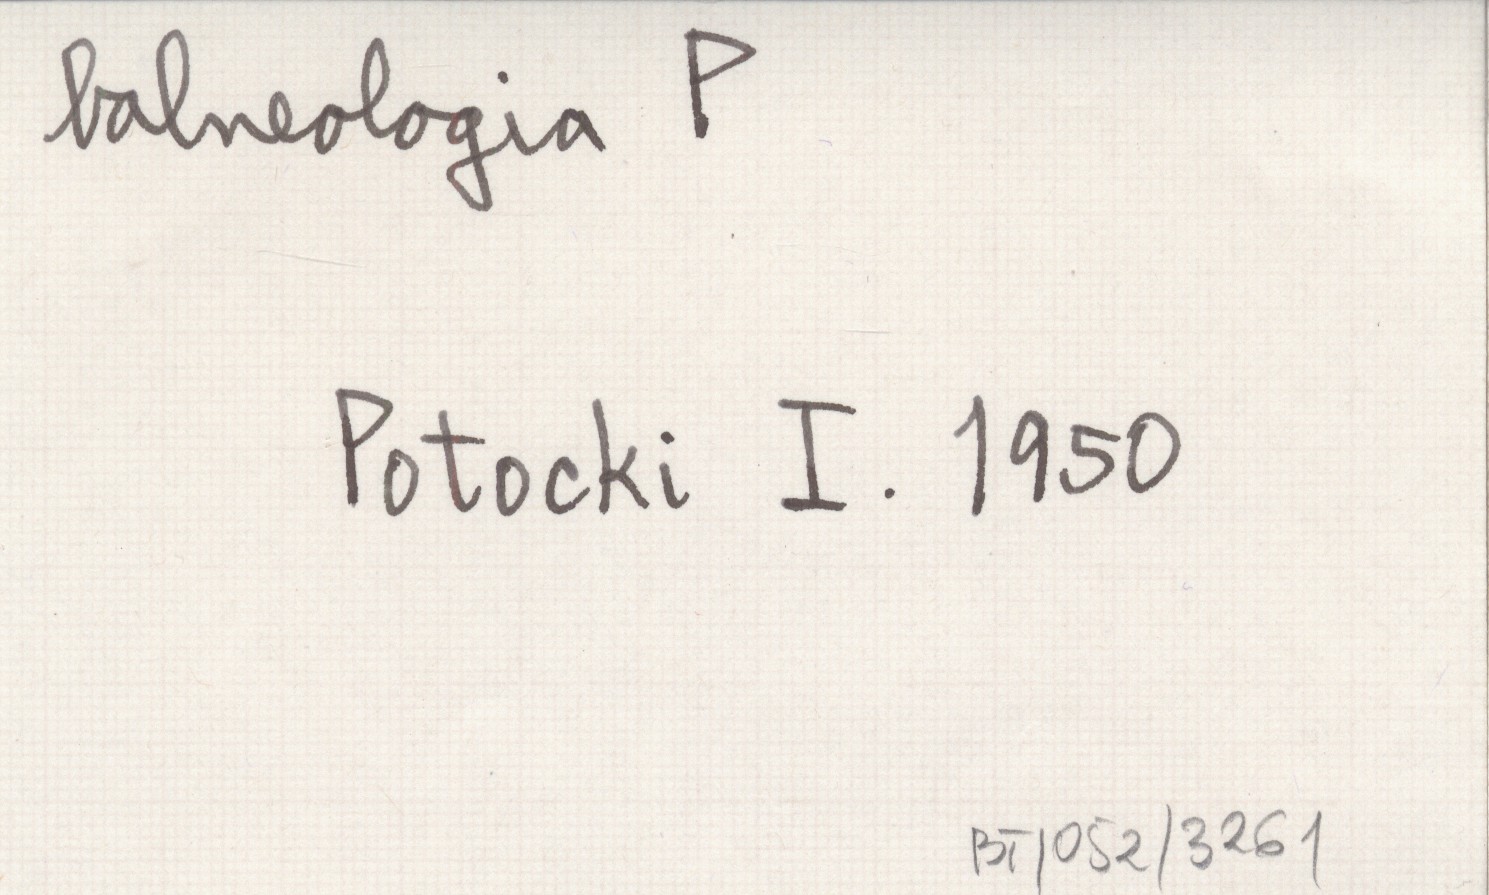 balneologia P
Potocki I. 1950
BT/052/3261